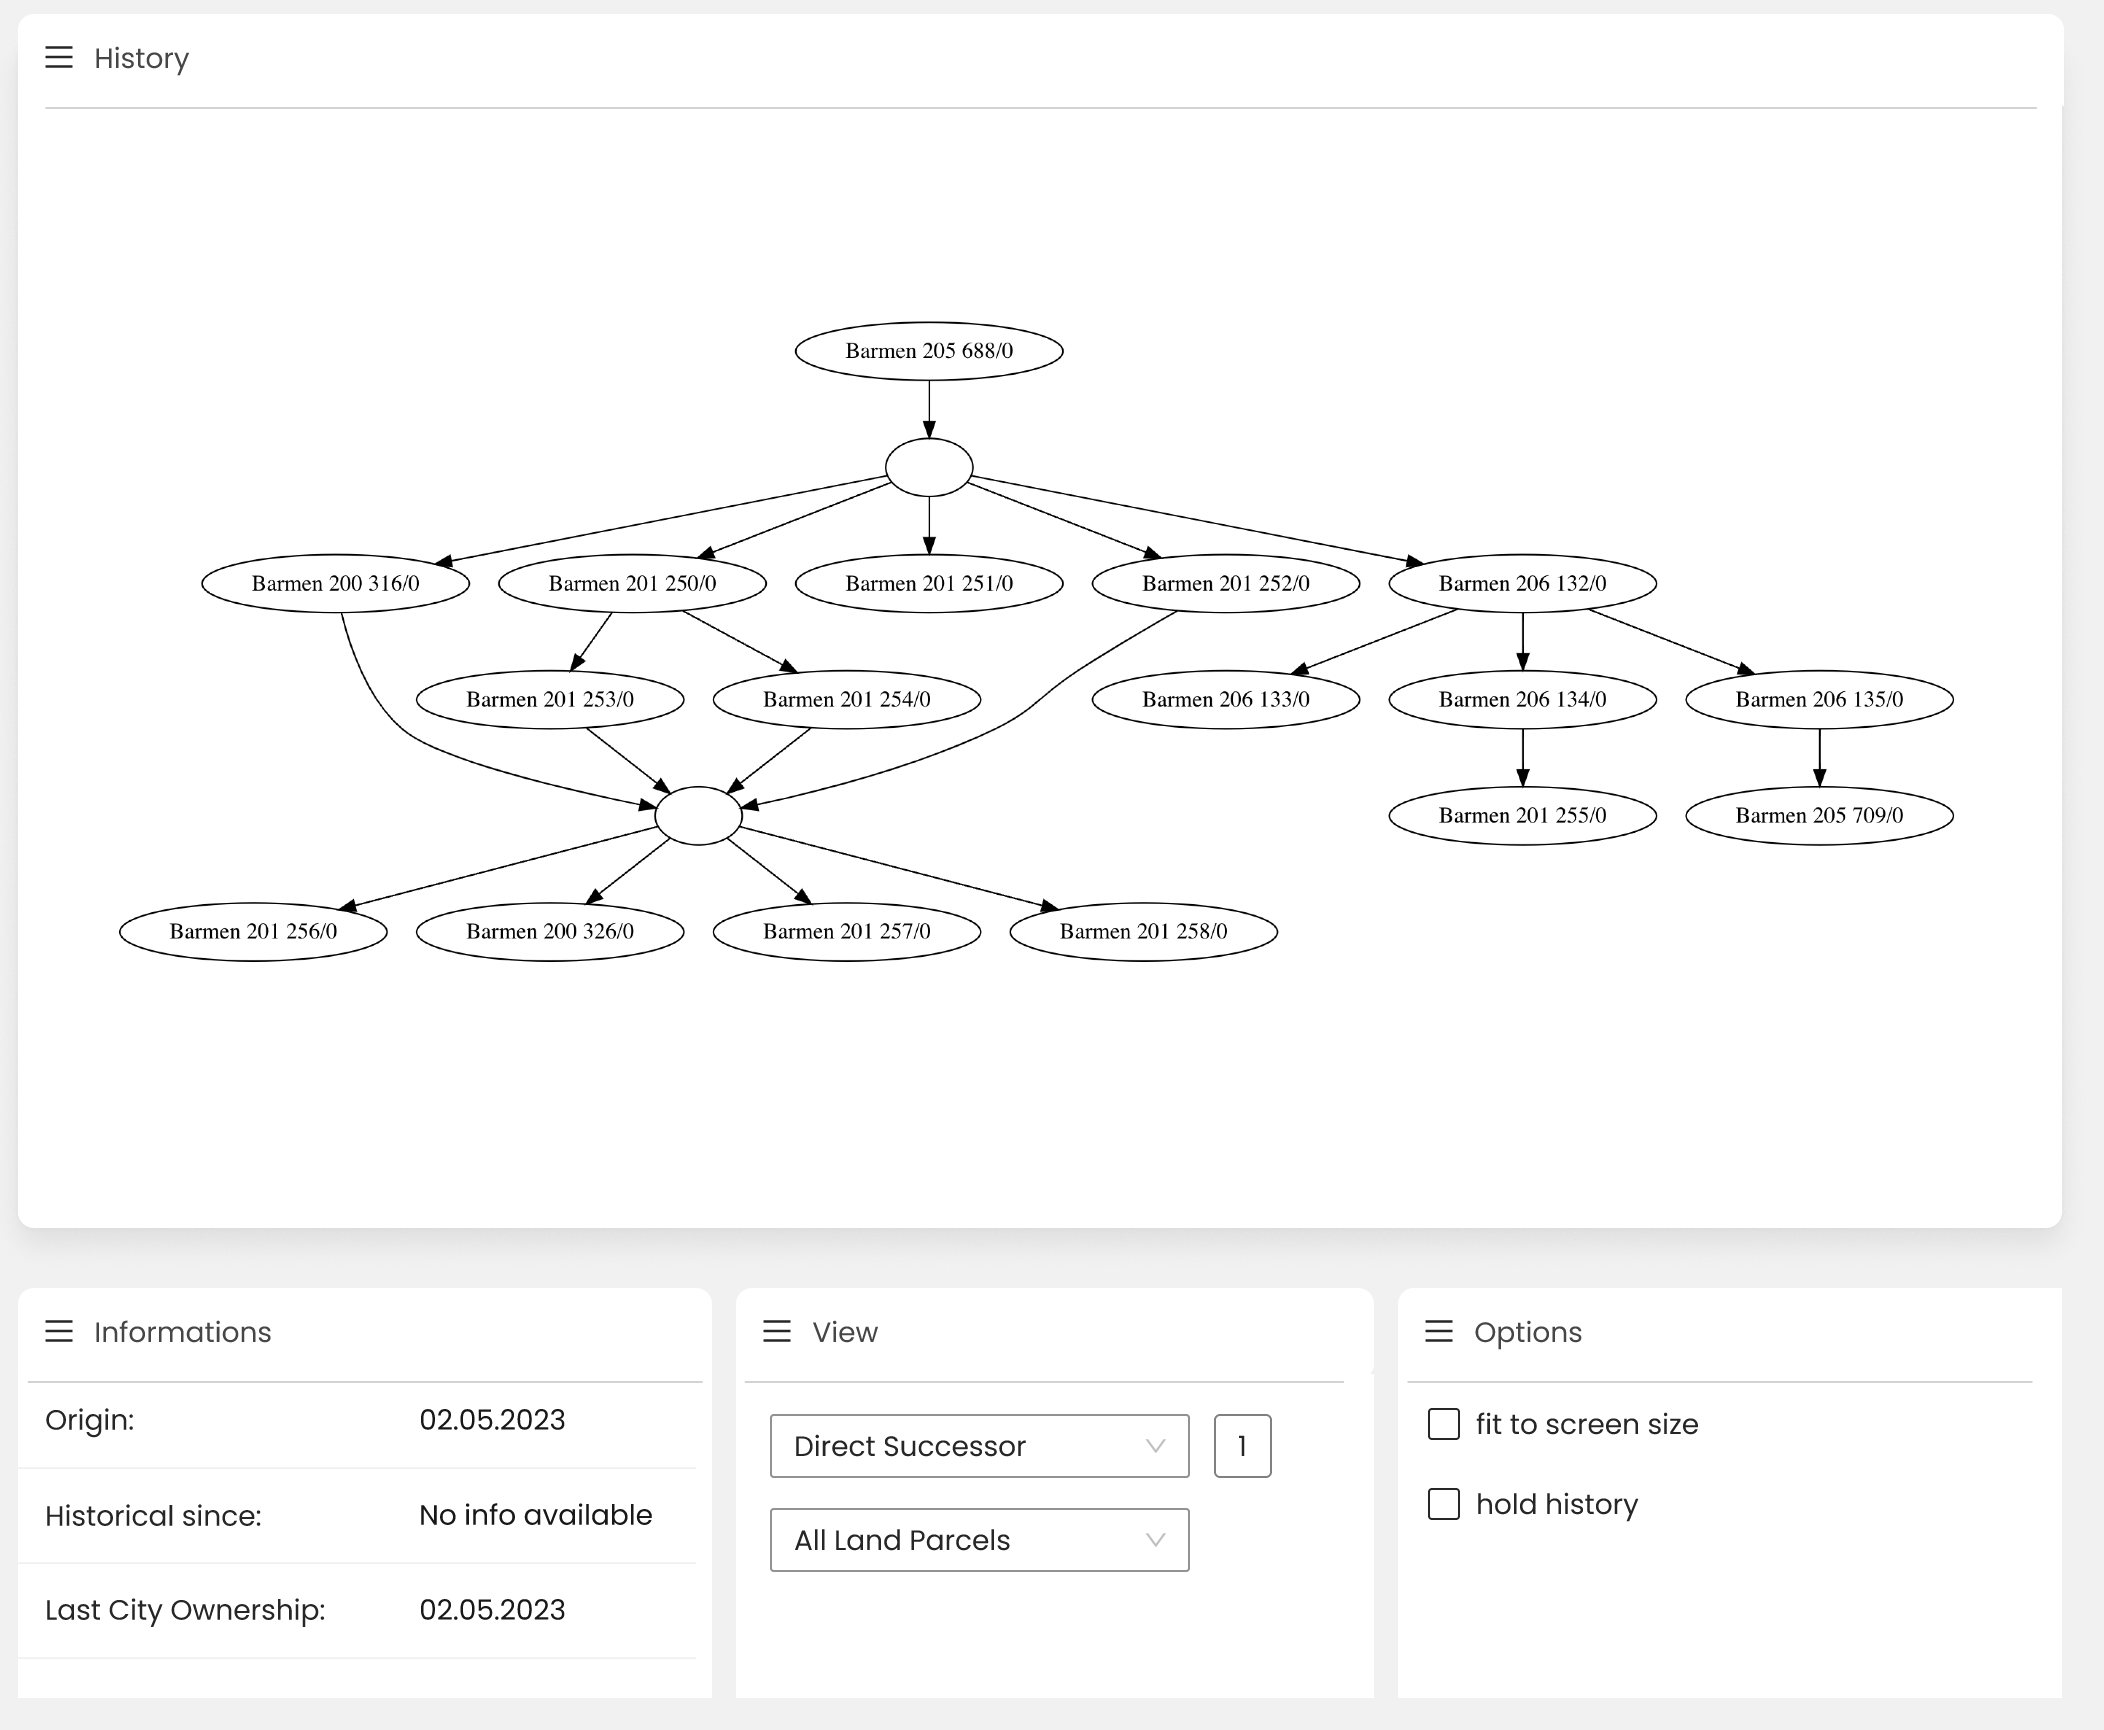 History
Barmen 205 688/0
Barmen 200 316/0
Barmen 201 250/0
Barmen 201 251/0
Barmen 201 252/0
Barmen 206 132/0
Barmen 201 253/0
Barmen 201 254/0
Barmen 206 133/0
Barmen 206 134/0
Barmen 206 135/0
Barmen 201 255/0
Barmen 205 709/0
Barmen 201 256/0
Barmen 200 326/0
Barmen 201 257/0
Barmen 201 258/0
Informations
Origin: 02.05.2023
Historical since: No info available
Last City Ownership: 02.05.2023
View
Direct Successor 1
All Land Parcels
Options
fit to screen size
hold history